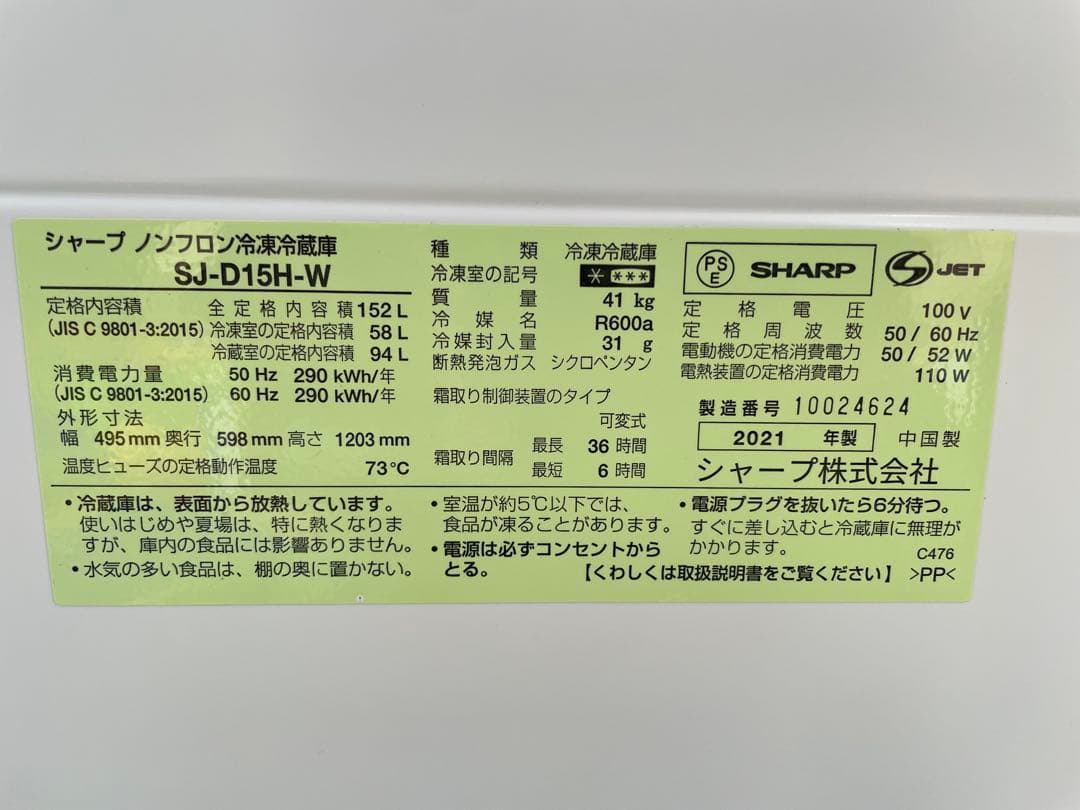 シャープ ノンフロン冷凍冷蔵庫
SJ-D15H-W
定格内容積 全定格内容積 152 L
(JIS C 9801-3:2015) 冷凍室の定格内容積 58 L
冷蔵室の定格内容積 94 L
消費電力量 50 Hz 290 kWh/年
(JIS C 9801-3:2015) 60 Hz 290 kWh/年
外形寸法
幅 495 mm 奥行 598 mm 高さ 1203 mm
温度ヒューズの定格動作温度 73℃
種類 冷凍冷蔵庫
冷凍室の記号 * ***
質量 41 kg
冷媒名 R600a
冷媒封入量 31 g
断熱発泡ガス シクロペンタン
霜取り制御装置のタイプ
可変式
霜取り間隔 最長 36 時間
最短 6 時間
PS E SHARP S JET
定格電圧 100 V
定格周波数 50 / 60 Hz
電動機の定格消費電力 50 / 52 W
電熱装置の定格消費電力 110 W
製造番号 10024624
2021 年製 中国製
シャープ株式会社
・冷蔵庫は、表面から放熱しています。
使いはじめや夏場は、特に熱くなりま
すが、庫内の食品には影響ありません。
・水気の多い食品は、棚の奥に置かない。
・室温が約5℃以下では、
食品が凍ることがあります。
・電源は必ずコンセントから
とる。
・電源プラグを抜いたら6分待つ。
すぐに差し込むと冷蔵庫に無理が
かかります。
C476
【くわしくは取扱説明書をご覧ください】 >PP<